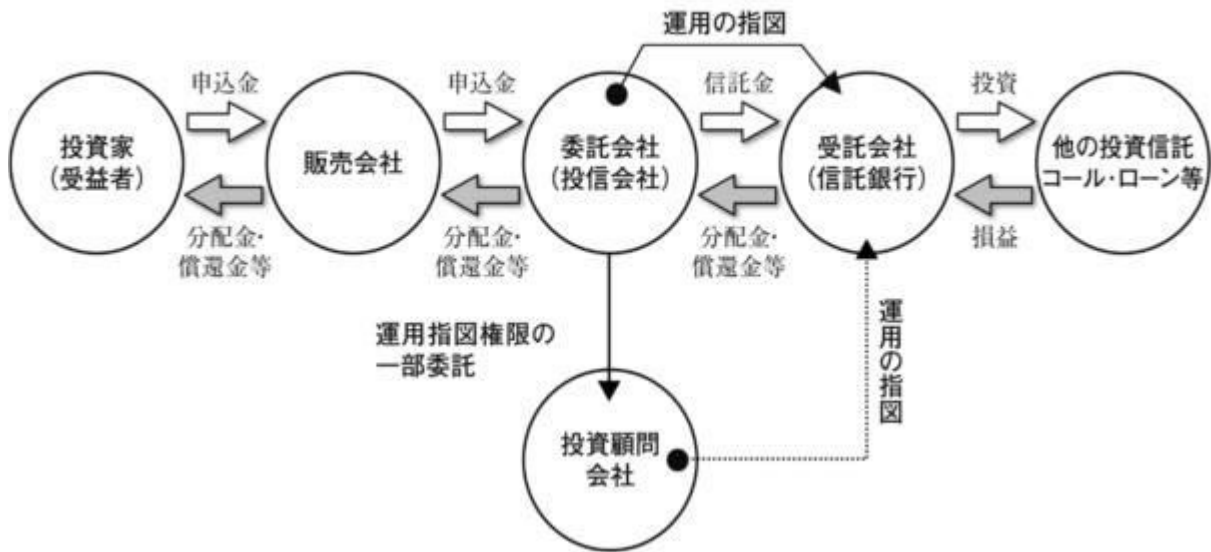 運用の指図
申込金
申込金
信託金
投資
投資家
(受益者)
販売会社
委託会社
(投信会社)
受託会社
(信託銀行)
他の投資信託
コール・ローン等
分配金・
償還金等
分配金・
償還金等
分配金・
償還金等
損益
運用指図権限の
一部委託
運用の指図
投資顧問
会社